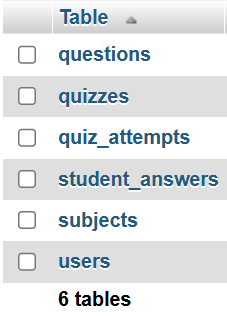 Table
questions
quizzes
quiz_attempts
student_answers
subjects
users
6 tables